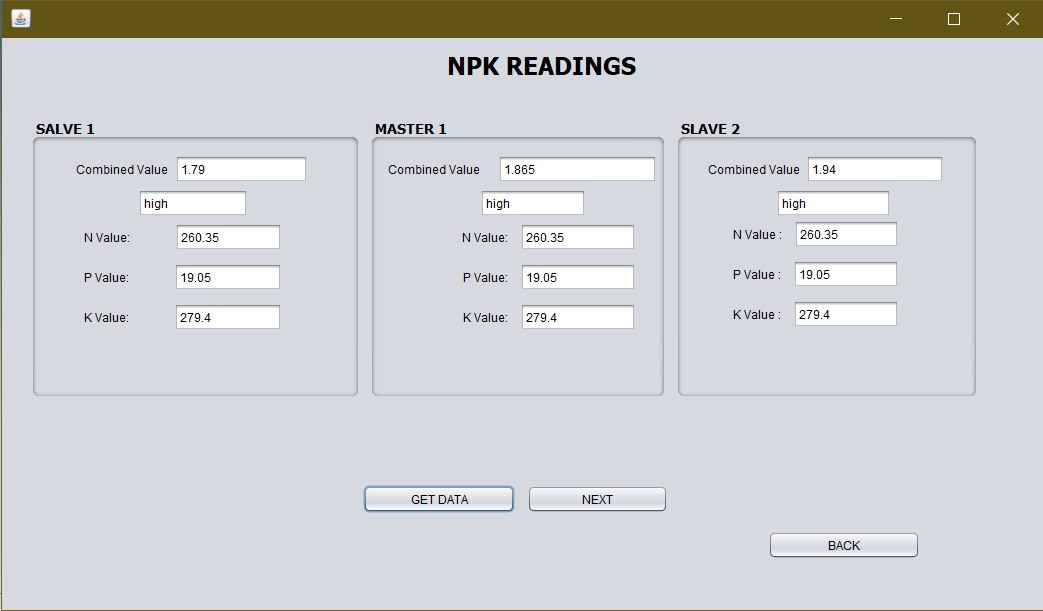 NPK READINGS
SALVE 1
Combined Value 1.79
high
N Value: 260.35
P Value: 19.05
K Value: 279.4
MASTER 1
Combined Value 1.865
high
N Value: 260.35
P Value: 19.05
K Value: 279.4
SLAVE 2
Combined Value 1.94
high
N Value : 260.35
P Value : 19.05
K Value : 279.4
GET DATA
NEXT
BACK